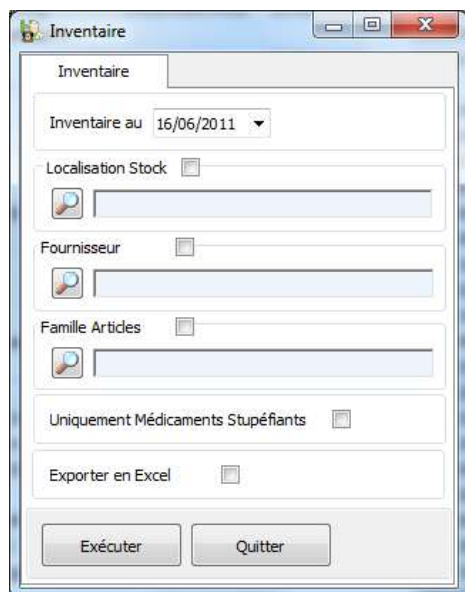 Inventaire
Inventaire
Inventaire au 16/06/2011
Localisation Stock
Fournisseur
Famille Articles
Uniquement Médicaments Stupéfiants
Exporter en Excel
Exécuter Quitter